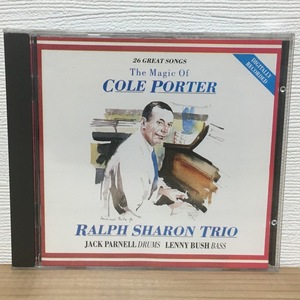 26 GREAT SONGS
The Magic Of
COLE PORTER
DIGITALLY
RECORDED
RALPH SHARON TRIO
JACK PARNELL DRUMS LENNY BUSH BASS